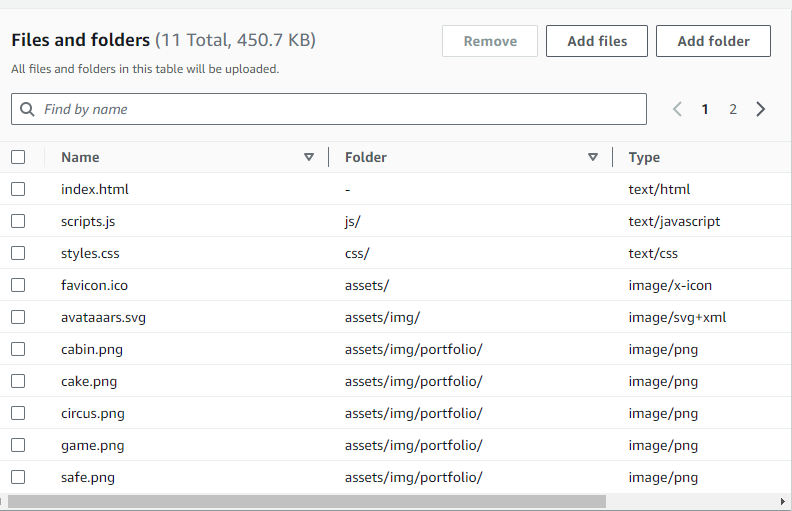 Files and folders (11 Total, 450.7 KB) Remove Add files Add folder
All files and folders in this table will be uploaded.
Find by name 1 2
Name Folder Type
index.html - text/html
scripts.js js/ text/javascript
styles.css css/ text/css
favicon.ico assets/ image/x-icon
avataaars.svg assets/img/ image/svg+xml
cabin.png assets/img/portfolio/ image/png
cake.png assets/img/portfolio/ image/png
circus.png assets/img/portfolio/ image/png
game.png assets/img/portfolio/ image/png
safe.png assets/img/portfolio/ image/png